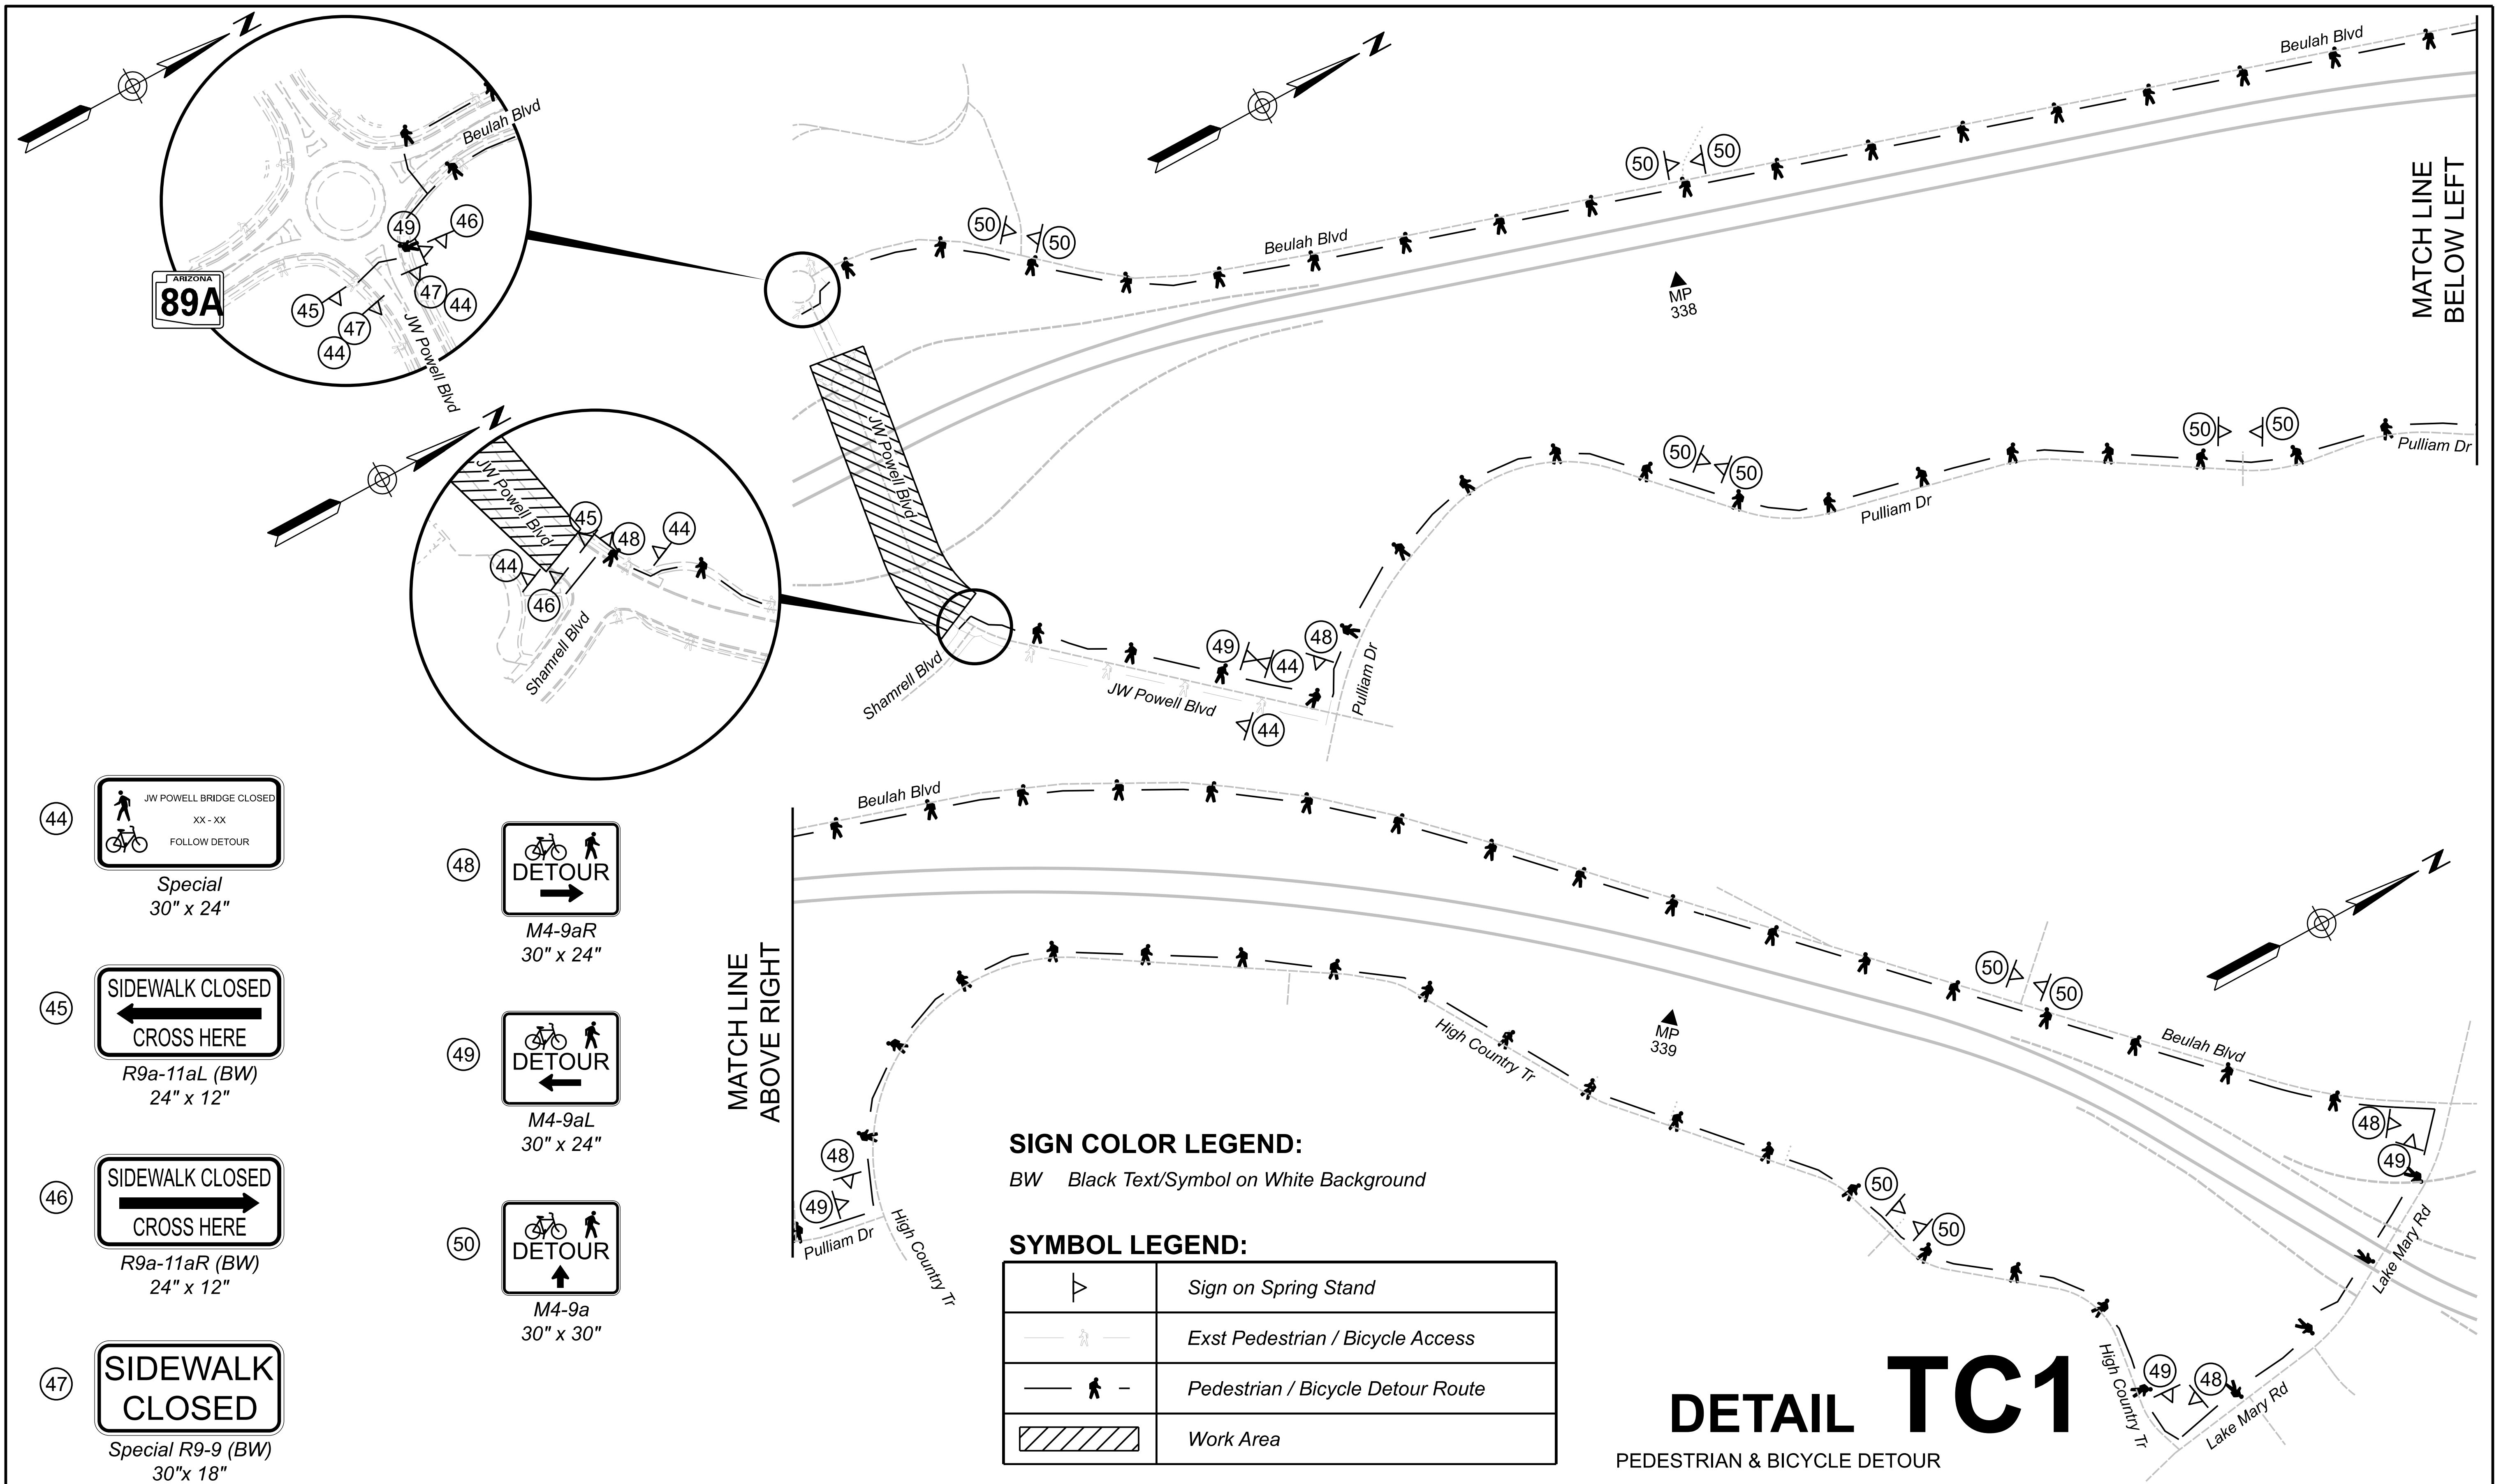 N
Beulah Blvd
49
46
ARIZONA
89A
45
47
44
47
44
JW Powell Blvd
N
Beulah Blvd
50
50
50
50
Beulah Blvd
MP
338
MATCH LINE
BELOW LEFT
JW Powell Blvd
N
JW Powell Blvd
45
48
44
44
46
Shamrell Blvd
50
50
50
50
Pulliam Dr
Pulliam Dr
49
44
48
44
Shamrell Blvd
JW Powell Blvd
Pulliam Dr
44
JW POWELL BRIDGE CLOSED
XX - XX
FOLLOW DETOUR
Special
30" x 24"
45
SIDEWALK CLOSED
CROSS HERE
R9a-11aL (BW)
24" x 12"
46
SIDEWALK CLOSED
CROSS HERE
R9a-11aR (BW)
24" x 12"
47
SIDEWALK
CLOSED
Special R9-9 (BW)
30"x 18"
48
DETOUR
M4-9aR
30" x 24"
49
DETOUR
M4-9aL
30" x 24"
50
DETOUR
M4-9a
30" x 30"
MATCH LINE
ABOVE RIGHT
Beulah Blvd
N
50
50
Beulah Blvd
MP
339
High Country Tr
48
49
Pulliam Dr
High Country Tr
48
49
50
50
Lake Mary Rd
High Country Tr
49
48
Lake Mary Rd
SIGN COLOR LEGEND:
BW Black Text/Symbol on White Background
SYMBOL LEGEND:
Sign on Spring Stand
Exst Pedestrian / Bicycle Access
Pedestrian / Bicycle Detour Route
Work Area
DETAIL TC1
PEDESTRIAN & BICYCLE DETOUR